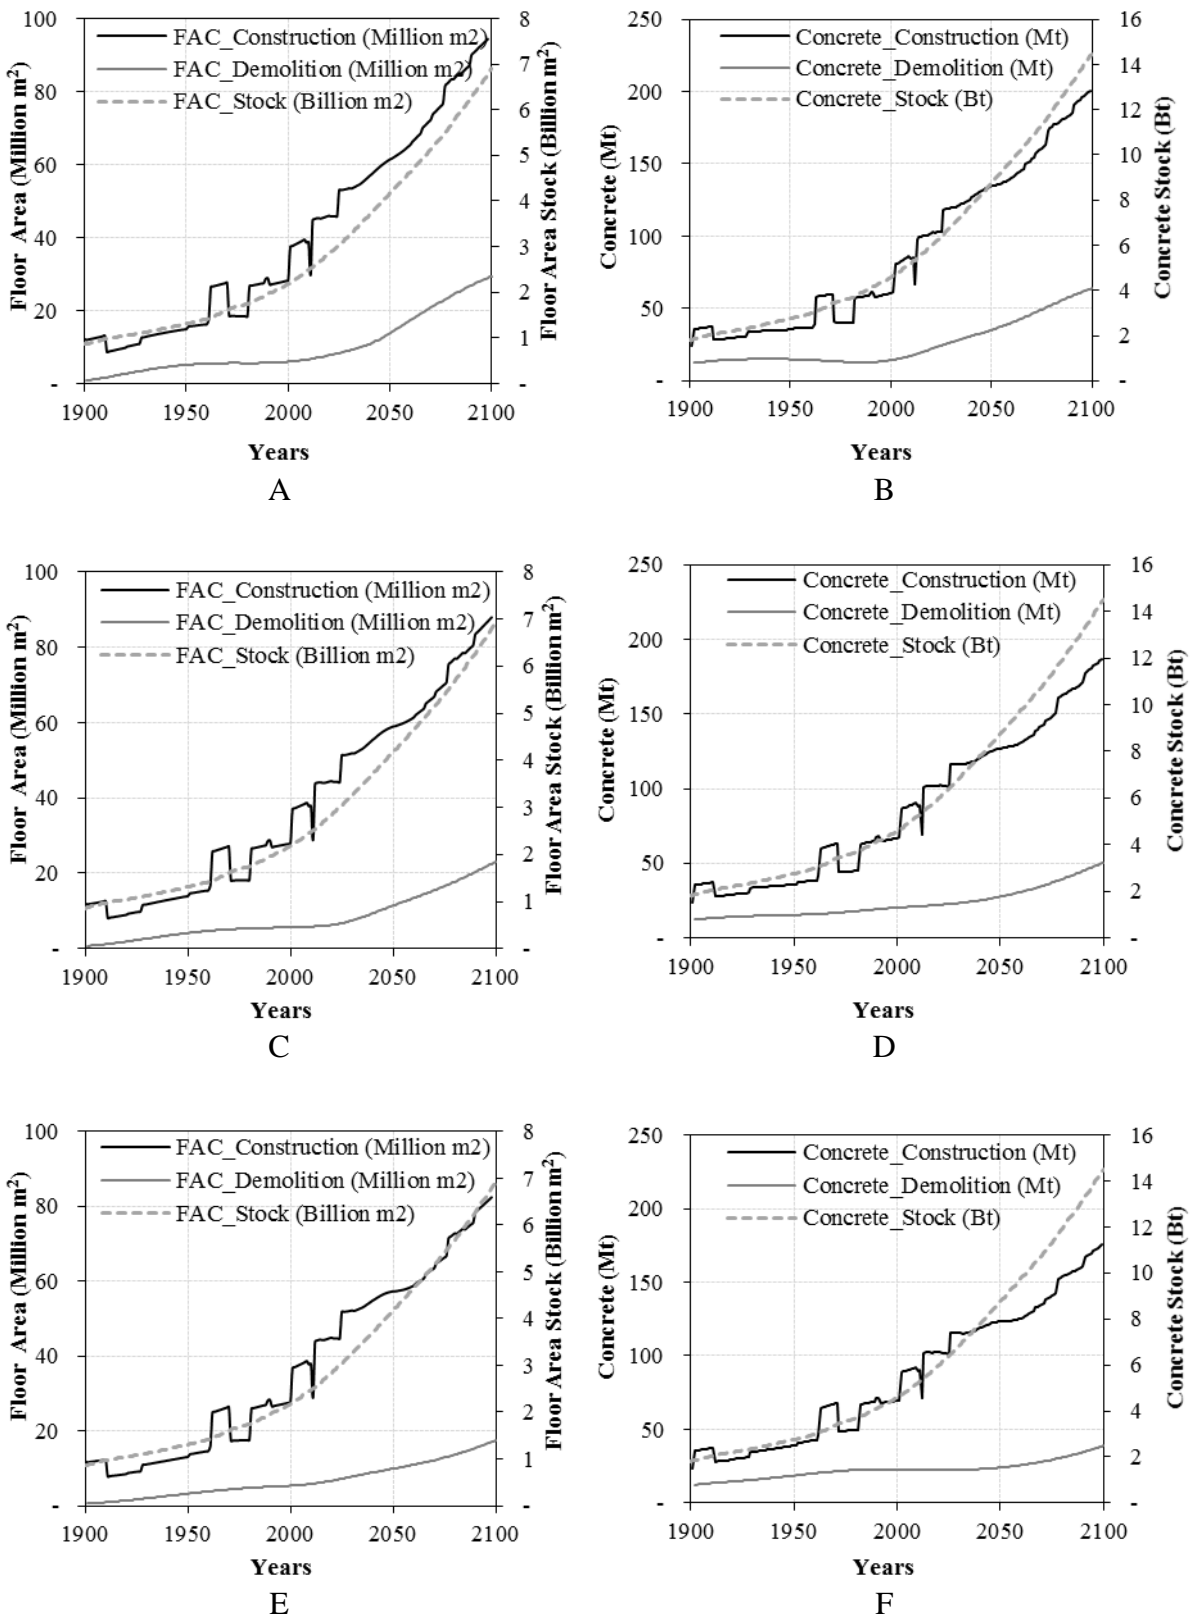 100
80
60
40
20
-
Floor Area (Million m²)
FAC_Construction (Million m2)
FAC_Demolition (Million m2)
FAC_Stock (Billion m2)
8
7
6
5
4
3
2
1
-
Floor Area Stock (Billion m²)
1900 1950 2000 2050 2100
Years
A
250
200
150
100
50
-
Concrete (Mt)
Concrete_Construction (Mt)
Concrete_Demolition (Mt)
Concrete_Stock (Bt)
16
14
12
10
8
6
4
2
-
Concrete Stock (Bt)
1900 1950 2000 2050 2100
Years
B
100
80
60
40
20
-
Floor Area (Million m²)
FAC_Construction (Million m2)
FAC_Demolition (Million m2)
FAC_Stock (Billion m2)
8
7
6
5
4
3
2
1
-
Floor Area Stock (Billion m²)
1900 1950 2000 2050 2100
Years
C
250
200
150
100
50
-
Concrete (Mt)
Concrete_Construction (Mt)
Concrete_Demolition (Mt)
Concrete_Stock (Bt)
16
14
12
10
8
6
4
2
-
Concrete Stock (Bt)
1900 1950 2000 2050 2100
Years
D
100
80
60
40
20
-
Floor Area (Million m²)
FAC_Construction (Million m2)
FAC_Demolition (Million m2)
FAC_Stock (Billion m2)
8
7
6
5
4
3
2
1
-
Floor Area Stock (Billion m²)
1900 1950 2000 2050 2100
Years
E
250
200
150
100
50
-
Concrete (Mt)
Concrete_Construction (Mt)
Concrete_Demolition (Mt)
Concrete_Stock (Bt)
16
14
12
10
8
6
4
2
-
Concrete Stock (Bt)
1900 1950 2000 2050 2100
Years
F